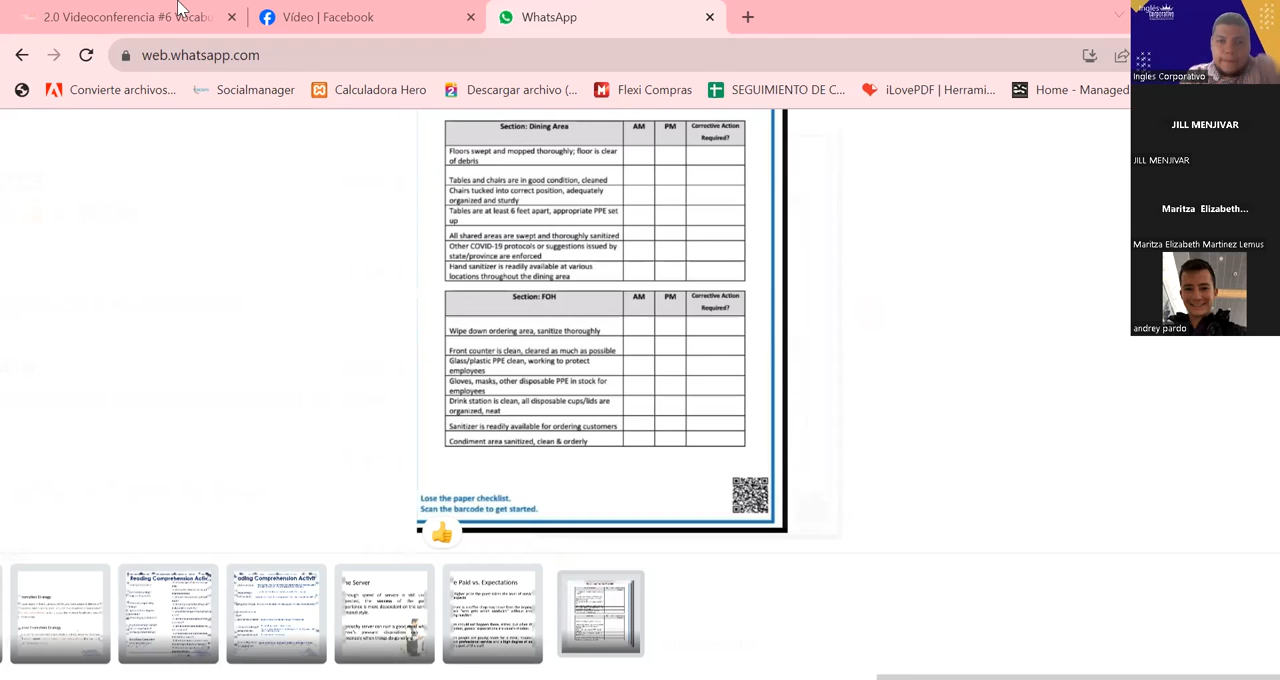 2.0 Videoconferencia #6 Vocabu
Vídeo | Facebook
WhatsApp
web.whatsapp.com
Convierte archivos...
Socialmanager
Calculadora Hero
Descargar archivo (...
Flexi Compras
SEGUIMIENTO DE C...
iLovePDF | Herrami...
Home - Managed
Inglés Corporativo
Ingles Corporativo
JILL MENJIVAR
JILL MENJIVAR
Maritza Elizabeth...
Maritza Elizabeth Martinez Lemus
andrey pardo
Section: Dining Area AM PM Corrective Action
Required?
Floors swept and mopped thoroughly; floor is clear
of debris
Tables and chairs are in good condition, cleaned
Chairs tucked into correct position, adequately
organized and sturdy
Tables are at least 6 feet apart, appropriate PPE set
up
All shared areas are swept and thoroughly sanitized
Other COVID-19 protocols or suggestions issued by
state/province are enforced
Hand sanitizer is readily available at various
locations throughout the dining area
Section: FOH AM PM Corrective Action
Required?
Wipe down ordering area, sanitize thoroughly
Front counter is clean, cleared as much as possible
Glass/plastic PPE clean, working to protect
employees
Gloves, masks, other disposable PPE in stock for
employees
Drink station is clean, all disposable cups/lids are
organized, neat
Sanitizer is readily available for ordering customers
Condiment area sanitized, clean & orderly
Lose the paper checklist.
Scan the barcode to get started.
Reading Comprehension Activ
ading Comprehension Activit
he Server
e Paid vs. Expectations